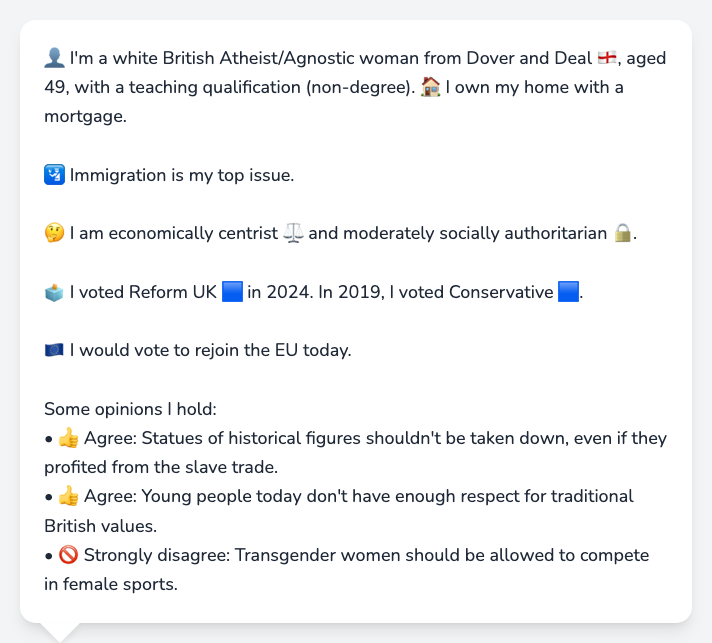 👤 I'm a white British Atheist/Agnostic woman from Dover and Deal 🏴󠁧󠁢󠁥󠁮󠁧󠁿, aged
49, with a teaching qualification (non-degree). 🏠 I own my home with a
mortgage.
🛂 Immigration is my top issue.
🤔 I am economically centrist ⚖️ and moderately socially authoritarian 🔒.
🗳️ I voted Reform UK 🟦 in 2024. In 2019, I voted Conservative 🟦.
🇪🇺 I would vote to rejoin the EU today.
Some opinions I hold:
• 👍 Agree: Statues of historical figures shouldn't be taken down, even if they
profited from the slave trade.
• 👍 Agree: Young people today don't have enough respect for traditional
British values.
• 🚫 Strongly disagree: Transgender women should be allowed to compete
in female sports.